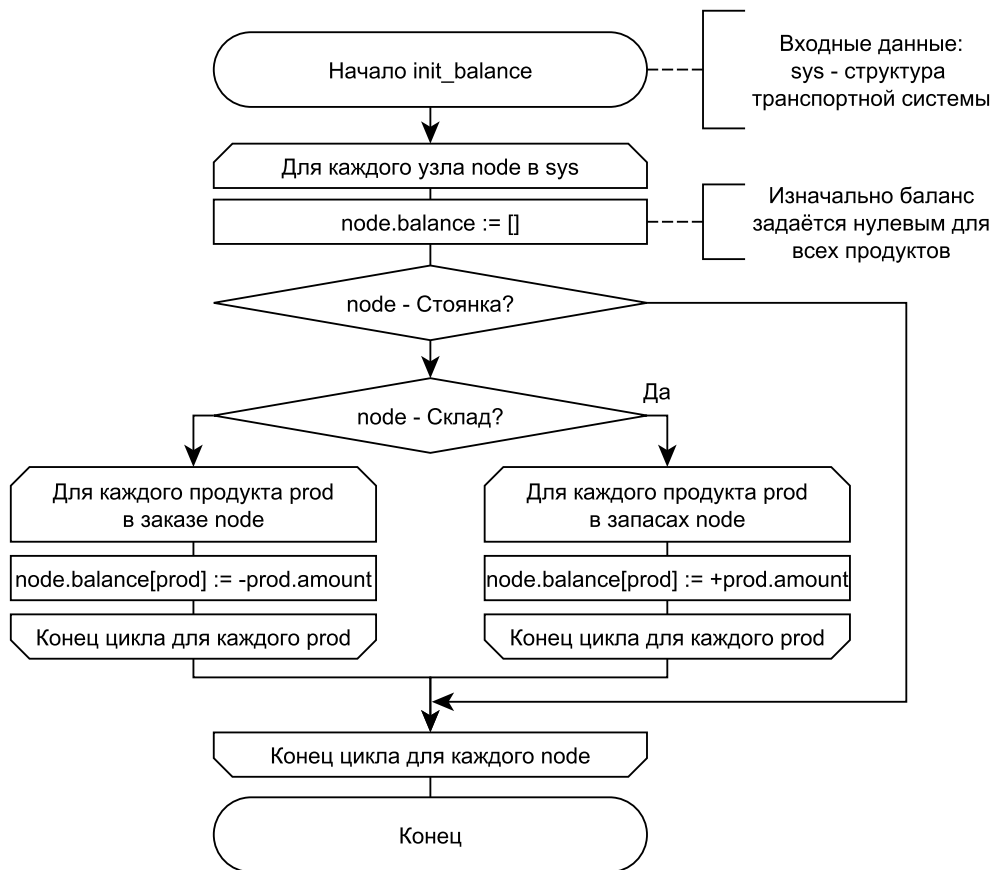 Начало init_balance
Входные данные:
sys - структура
транспортной системы
Для каждого узла node в sys
node.balance := []
Изначально баланс
задаётся нулевым для
всех продуктов
node - Стоянка?
node - Склад?
Да
Для каждого продукта prod
в заказе node
Для каждого продукта prod
в запасах node
node.balance[prod] := -prod.amount
node.balance[prod] := +prod.amount
Конец цикла для каждого prod
Конец цикла для каждого prod
Конец цикла для каждого node
Конец